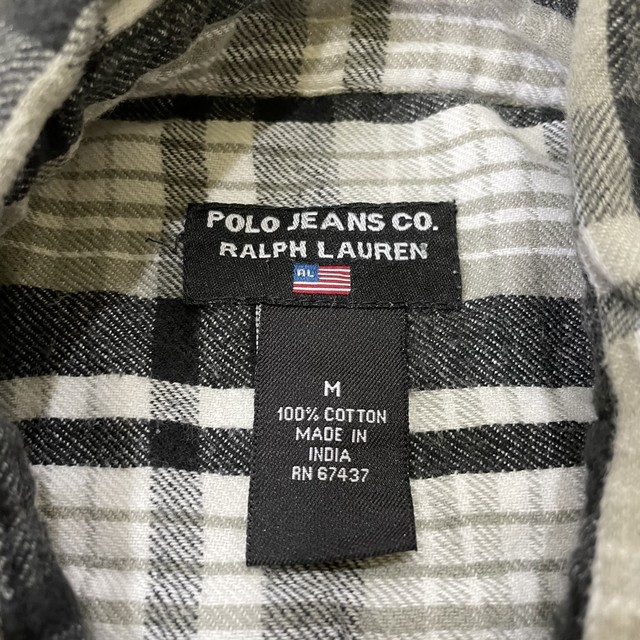 POLO JEANS CO.
RALPH LAUREN
RL
M
100% COTTON
MADE IN
INDIA
RN 67437